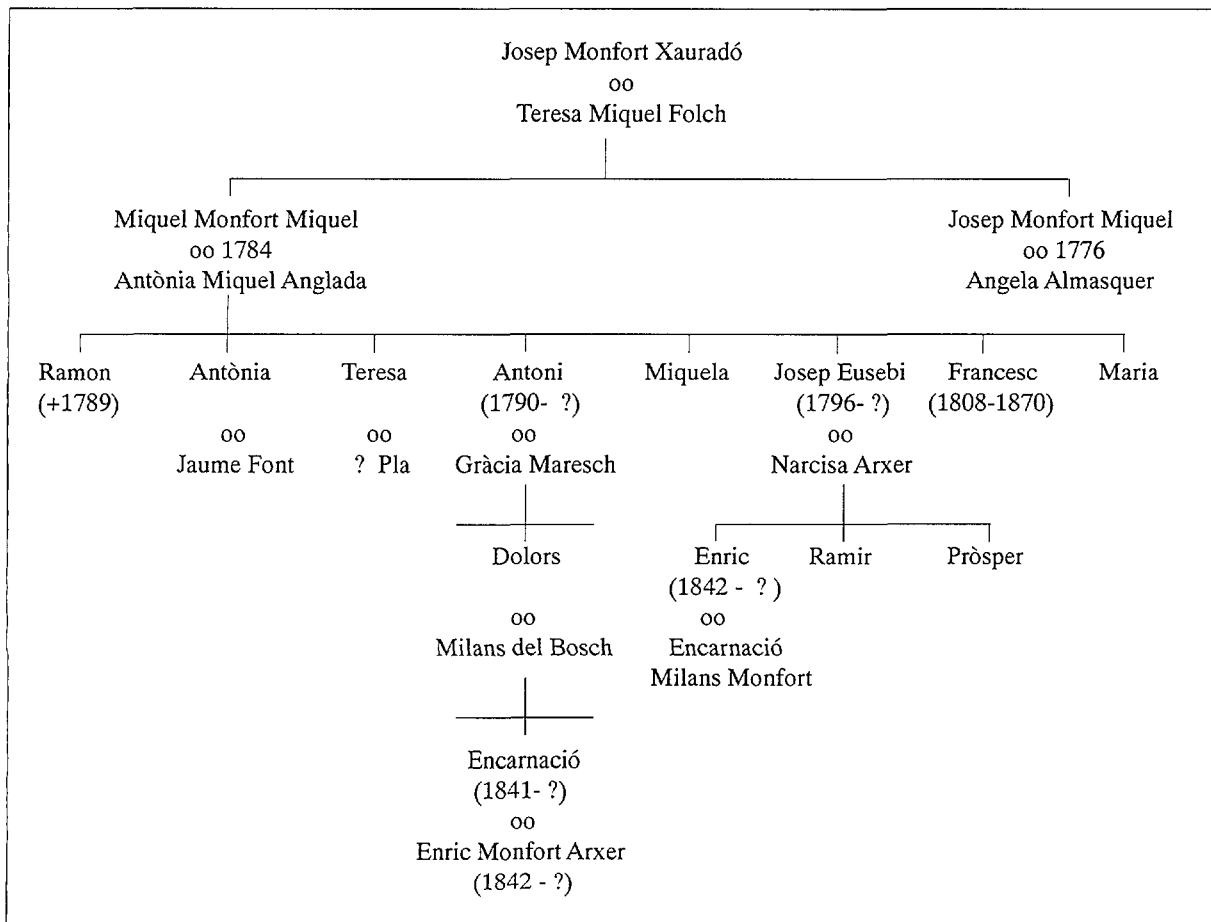 Josep Monfort Xauradó
oo
Teresa Miquel Folch
Miquel Monfort Miquel
oo 1784
Antònia Miquel Anglada
Josep Monfort Miquel
oo 1776
Angela Almasquer
Ramon
(+1789)
Antònia
oo
Jaume Font
Teresa
oo
? Pla
Antoni
(1790- ?)
oo
Gràcia Maresch
Miquela
Josep Eusebi
(1796- ?)
oo
Narcisa Arxer
Francesc
(1808-1870)
Maria
Dolors
oo
Milans del Bosch
Enric
(1842 - ? )
oo
Encarnació
Milans Monfort
Ramir
Pròsper
Encarnació
(1841- ?)
oo
Enric Monfort Arxer
(1842 - ?)